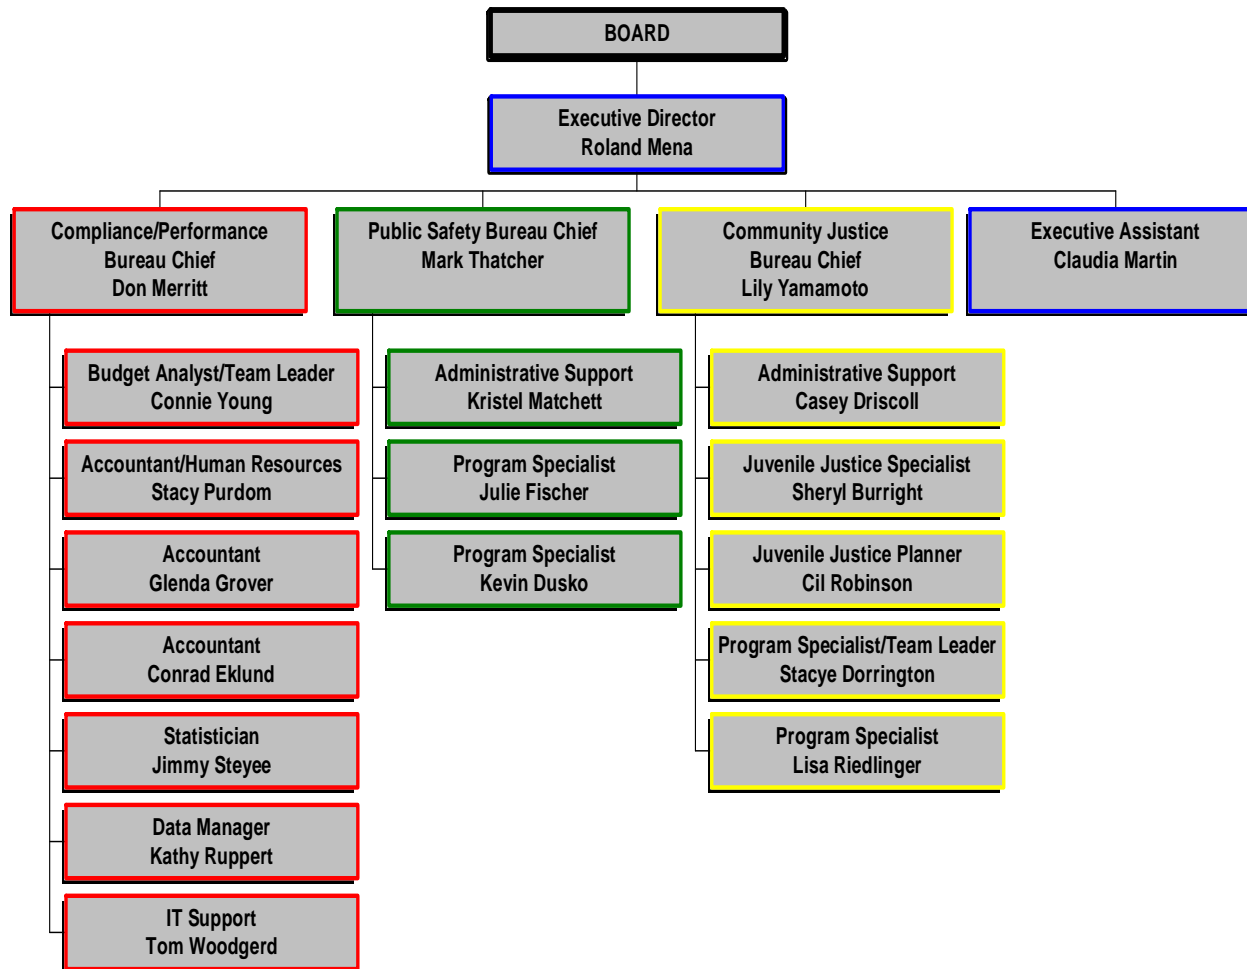 BOARD
Executive Director
Roland Mena
Compliance/Performance
Bureau Chief
Don Merritt
Public Safety Bureau Chief
Mark Thatcher
Community Justice
Bureau Chief
Lily Yamamoto
Executive Assistant
Claudia Martin
Budget Analyst/Team Leader
Connie Young
Accountant/Human Resources
Stacy Purdom
Accountant
Glenda Grover
Accountant
Conrad Eklund
Statistician
Jimmy Steyee
Data Manager
Kathy Ruppert
IT Support
Tom Woodgerd
Administrative Support
Kristel Matchett
Program Specialist
Julie Fischer
Program Specialist
Kevin Dusko
Administrative Support
Casey Driscoll
Juvenile Justice Specialist
Sheryl Burright
Juvenile Justice Planner
Cil Robinson
Program Specialist/Team Leader
Stacye Dorrington
Program Specialist
Lisa Riedlinger